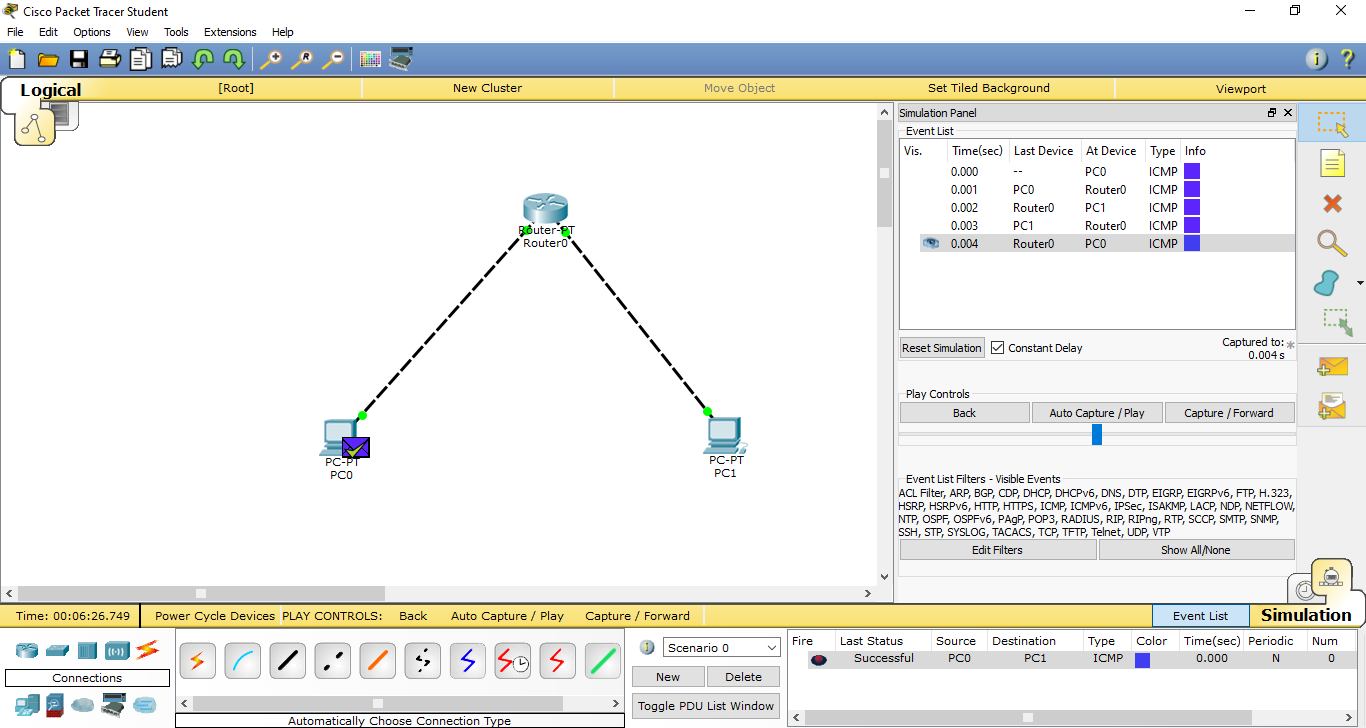 Cisco Packet Tracer Student
File Edit Options View Tools Extensions Help
Logical [Root] New Cluster Move Object Set Tiled Background Viewport
Router-PT
Router0
PC-PT
PC0
PC-PT
PC1
Simulation Panel
Event List
Vis. Time(sec) Last Device At Device Type Info
0.000 -- PC0 ICMP
0.001 PC0 Router0 ICMP
0.002 Router0 PC1 ICMP
0.003 PC1 Router0 ICMP
0.004 Router0 PC0 ICMP
Reset Simulation Constant Delay Captured to: *
0.004 s
Play Controls
Back Auto Capture / Play Capture / Forward
Event List Filters - Visible Events
ACL Filter, ARP, BGP, CDP, DHCP, DHCPv6, DNS, DTP, EIGRP, EIGRPv6, FTP, H.323,
HSRP, HSRPv6, HTTP, HTTPS, ICMP, ICMPv6, IPSec, ISAKMP, LACP, NDP, NETFLOW,
NTP, OSPF, OSPFv6, PAgP, POP3, RADIUS, RIP, RIPng, RTP, SCCP, SMTP, SNMP,
SSH, STP, SYSLOG, TACACS, TCP, TFTP, Telnet, UDP, VTP
Edit Filters Show All/None
Time: 00:06:26.749 Power Cycle Devices PLAY CONTROLS: Back Auto Capture / Play Capture / Forward Event List Simulation
Connections
Automatically Choose Connection Type
Scenario 0
New Delete
Toggle PDU List Window
Fire Last Status Source Destination Type Color Time(sec) Periodic Num
Successful PC0 PC1 ICMP 0.000 N 0